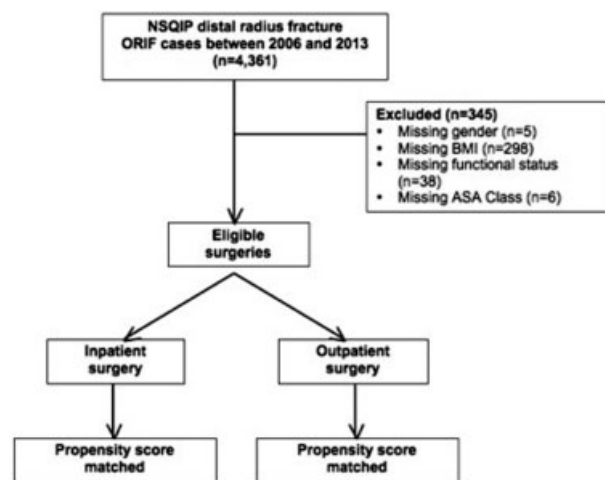 NSQIP distal radius fracture
ORIF cases between 2006 and 2013
(n=4,361)
Excluded (n=345)
• Missing gender (n=5)
• Missing BMI (n=298)
• Missing functional status
(n=38)
• Missing ASA Class (n=6)
Eligible
surgeries
Inpatient
surgery
Outpatient
surgery
Propensity score
matched
Propensity score
matched